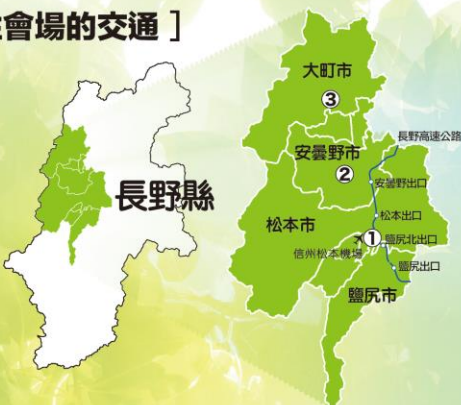 會場的交通 ]
長野縣
大町市
③
長野高速公路
安曇野市
②
安曇野出口
松本市
松本出口
①
鹽尻北出口
信州松本機場
鹽尻出口
鹽尻市